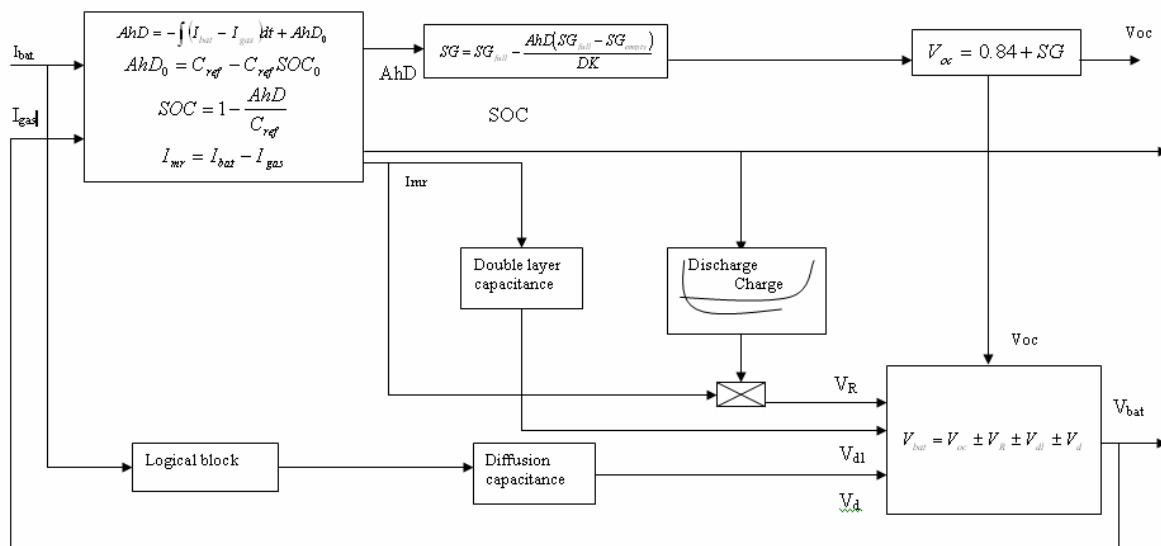 I_bat
I_gas
AhD = −∫(I_bat − I_gas)dt + AhD_0
AhD_0 = C_ref − C_ref SOC_0
SOC = 1 − AhD / C_ref
I_mr = I_bat − I_gas
AhD
SG = SG_full − AhD(SG_full − SG_empty) / DK
V_oc = 0.84 + SG
Voc
SOC
Imr
Double layer
capacitance
Discharge
Charge
Voc
V_R
V_bat
V_bat = V_oc ± V_R ± V_dl ± V_d
Logical block
Diffusion
capacitance
V_dl
V_d